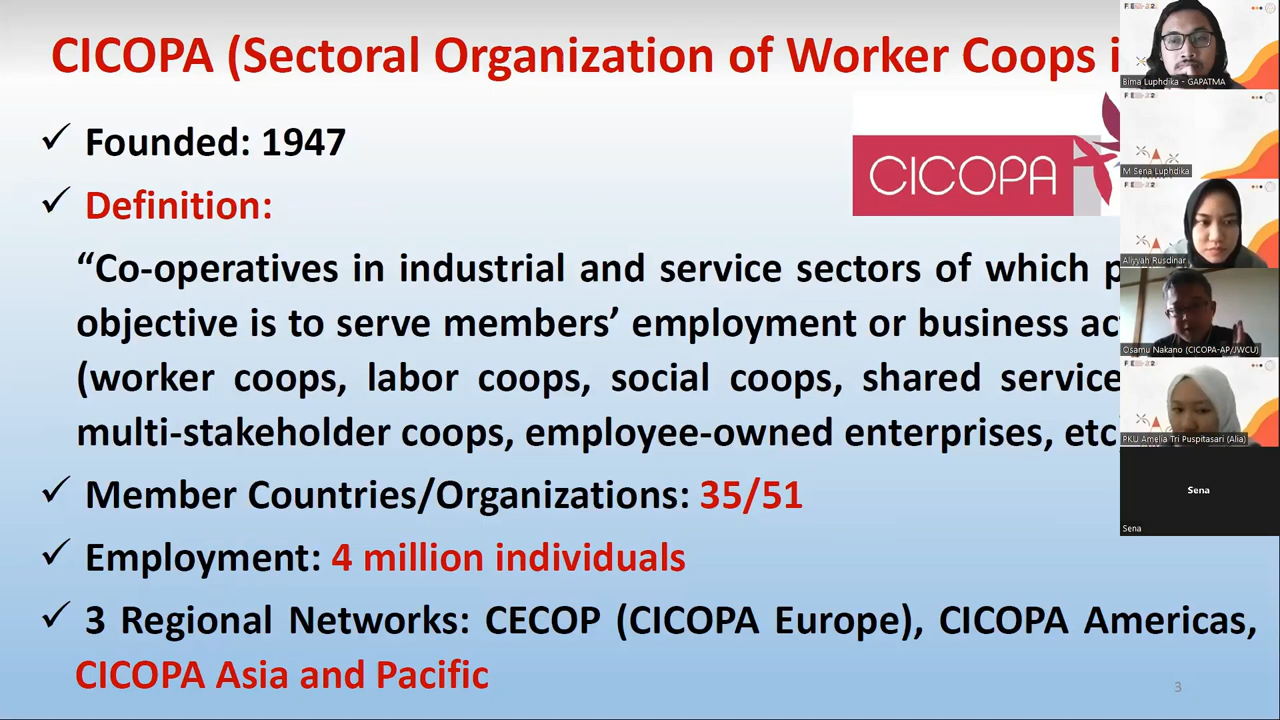 CICOPA (Sectoral Organization of Worker Coops
✓ Founded: 1947
CICOPA
✓ Definition:
“Co-operatives in industrial and service sectors of which
objective is to serve members’ employment or business
(worker coops, labor coops, social coops, shared service
multi-stakeholder coops, employee-owned enterprises, etc
✓ Member Countries/Organizations: 35/51
✓ Employment: 4 million individuals
✓ 3 Regional Networks: CECOP (CICOPA Europe), CICOPA Americas,
CICOPA Asia and Pacific
3
Bima Luphdika - GAPATMA
M Sena Luphdika
Aliyyah Rusdinar
Osamu Nakano (CICOPA-AP/JWCU)
PKU Amelia Tri Puspitasari (Alia)
Sena
Sena